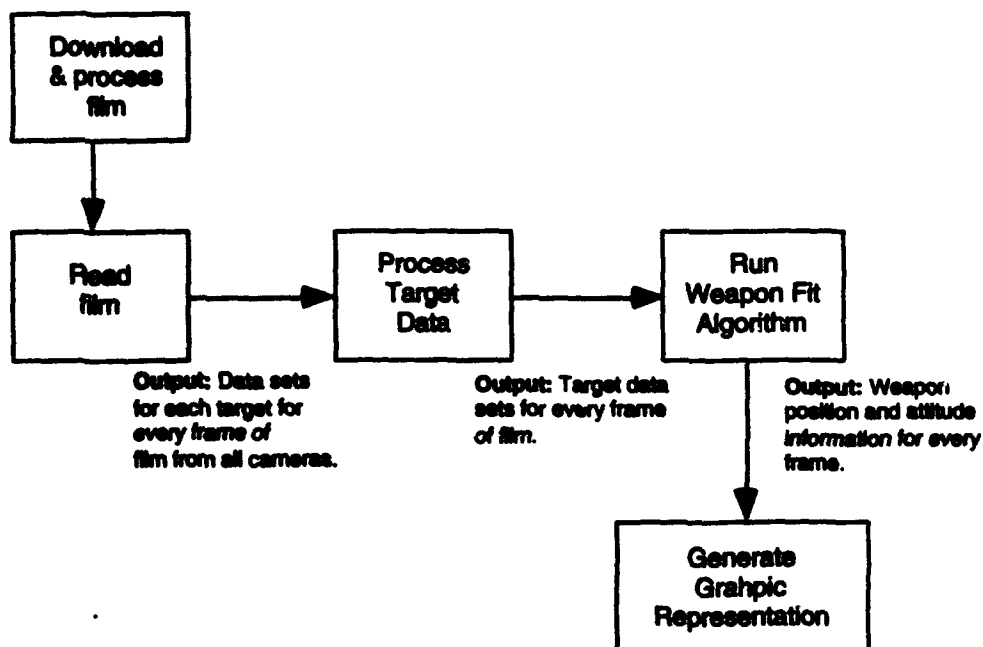 Download
& process
film
Read
film
Process
Target
Data
Run
Weapon Fit
Algorithm
Output: Data sets
for each target for
every frame of
film from all cameras.
Output: Target data
sets for every frame
of film.
Output: Weapon
position and attitude
information for every
frame.
Generate
Grahpic
Representation